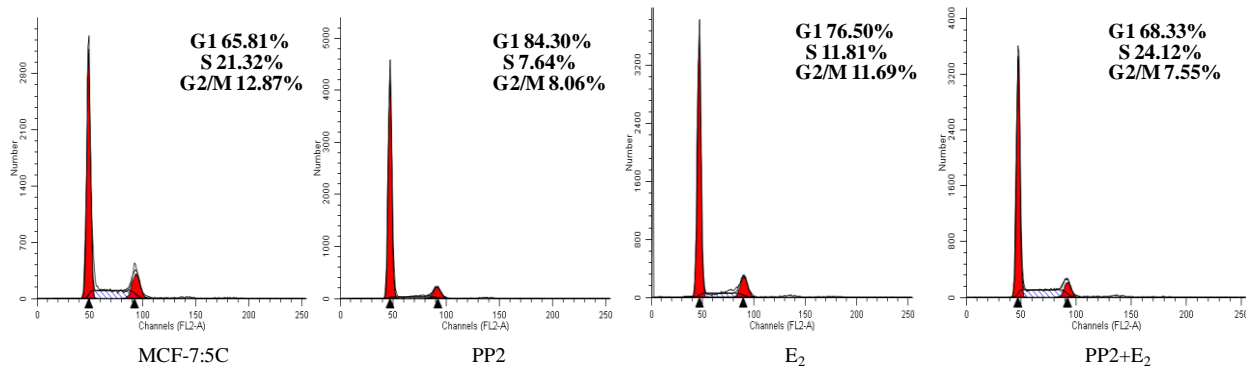 G1 65.81%
S 21.32%
G2/M 12.87%
Number
0 700 1400 2100 2800
0 50 100 150 200 250
Channels (FL2-A)
MCF-7:5C
G1 84.30%
S 7.64%
G2/M 8.06%
Number
0 1000 2000 3000 4000 5000
0 50 100 150 200 250
Channels (FL2-A)
PP2
G1 76.50%
S 11.81%
G2/M 11.69%
Number
0 800 1600 2400 3200
0 50 100 150 200 250
Channels (FL2-A)
E₂
G1 68.33%
S 24.12%
G2/M 7.55%
Number
0 800 1600 2400 3200 4000
0 50 100 150 200 250
Channels (FL2-A)
PP2+E₂